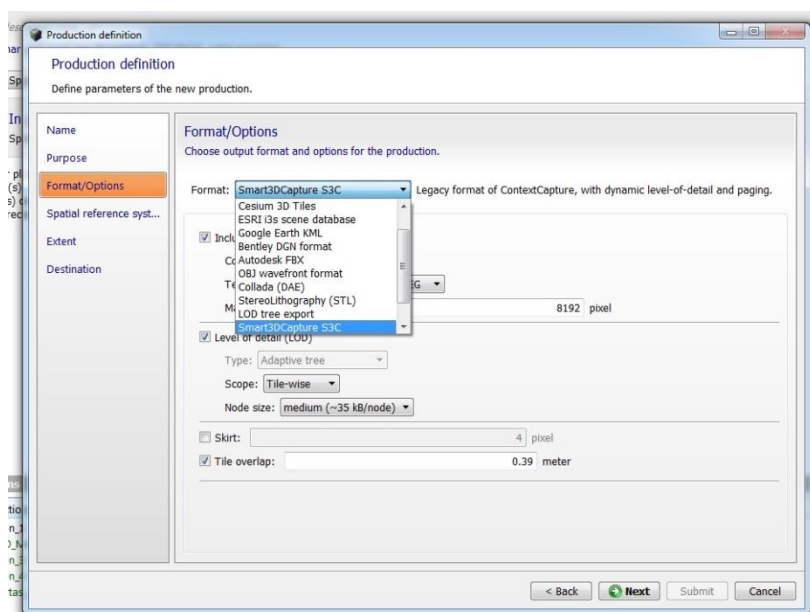 Production definition
Production definition
Define parameters of the new production.
Name
Purpose
Format/Options
Spatial reference syst...
Extent
Destination
Format/Options
Choose output format and options for the production.
Format: Smart3DCapture S3C Legacy format of ContextCapture, with dynamic level-of-detail and paging.
Cesium 3D Tiles
ESRI i3s scene database
Google Earth KML
Bentley DGN format
Autodesk FBX
OBJ wavefront format
Collada (DAE)
StereoLithography (STL)
LOD tree export
Smart3DCapture S3C
8192 pixel
Level of detail (LOD)
Type: Adaptive tree
Scope: Tile-wise
Node size: medium (~35 kB/node)
Skirt: 4 pixel
Tile overlap: 0.39 meter
< Back Next Submit Cancel